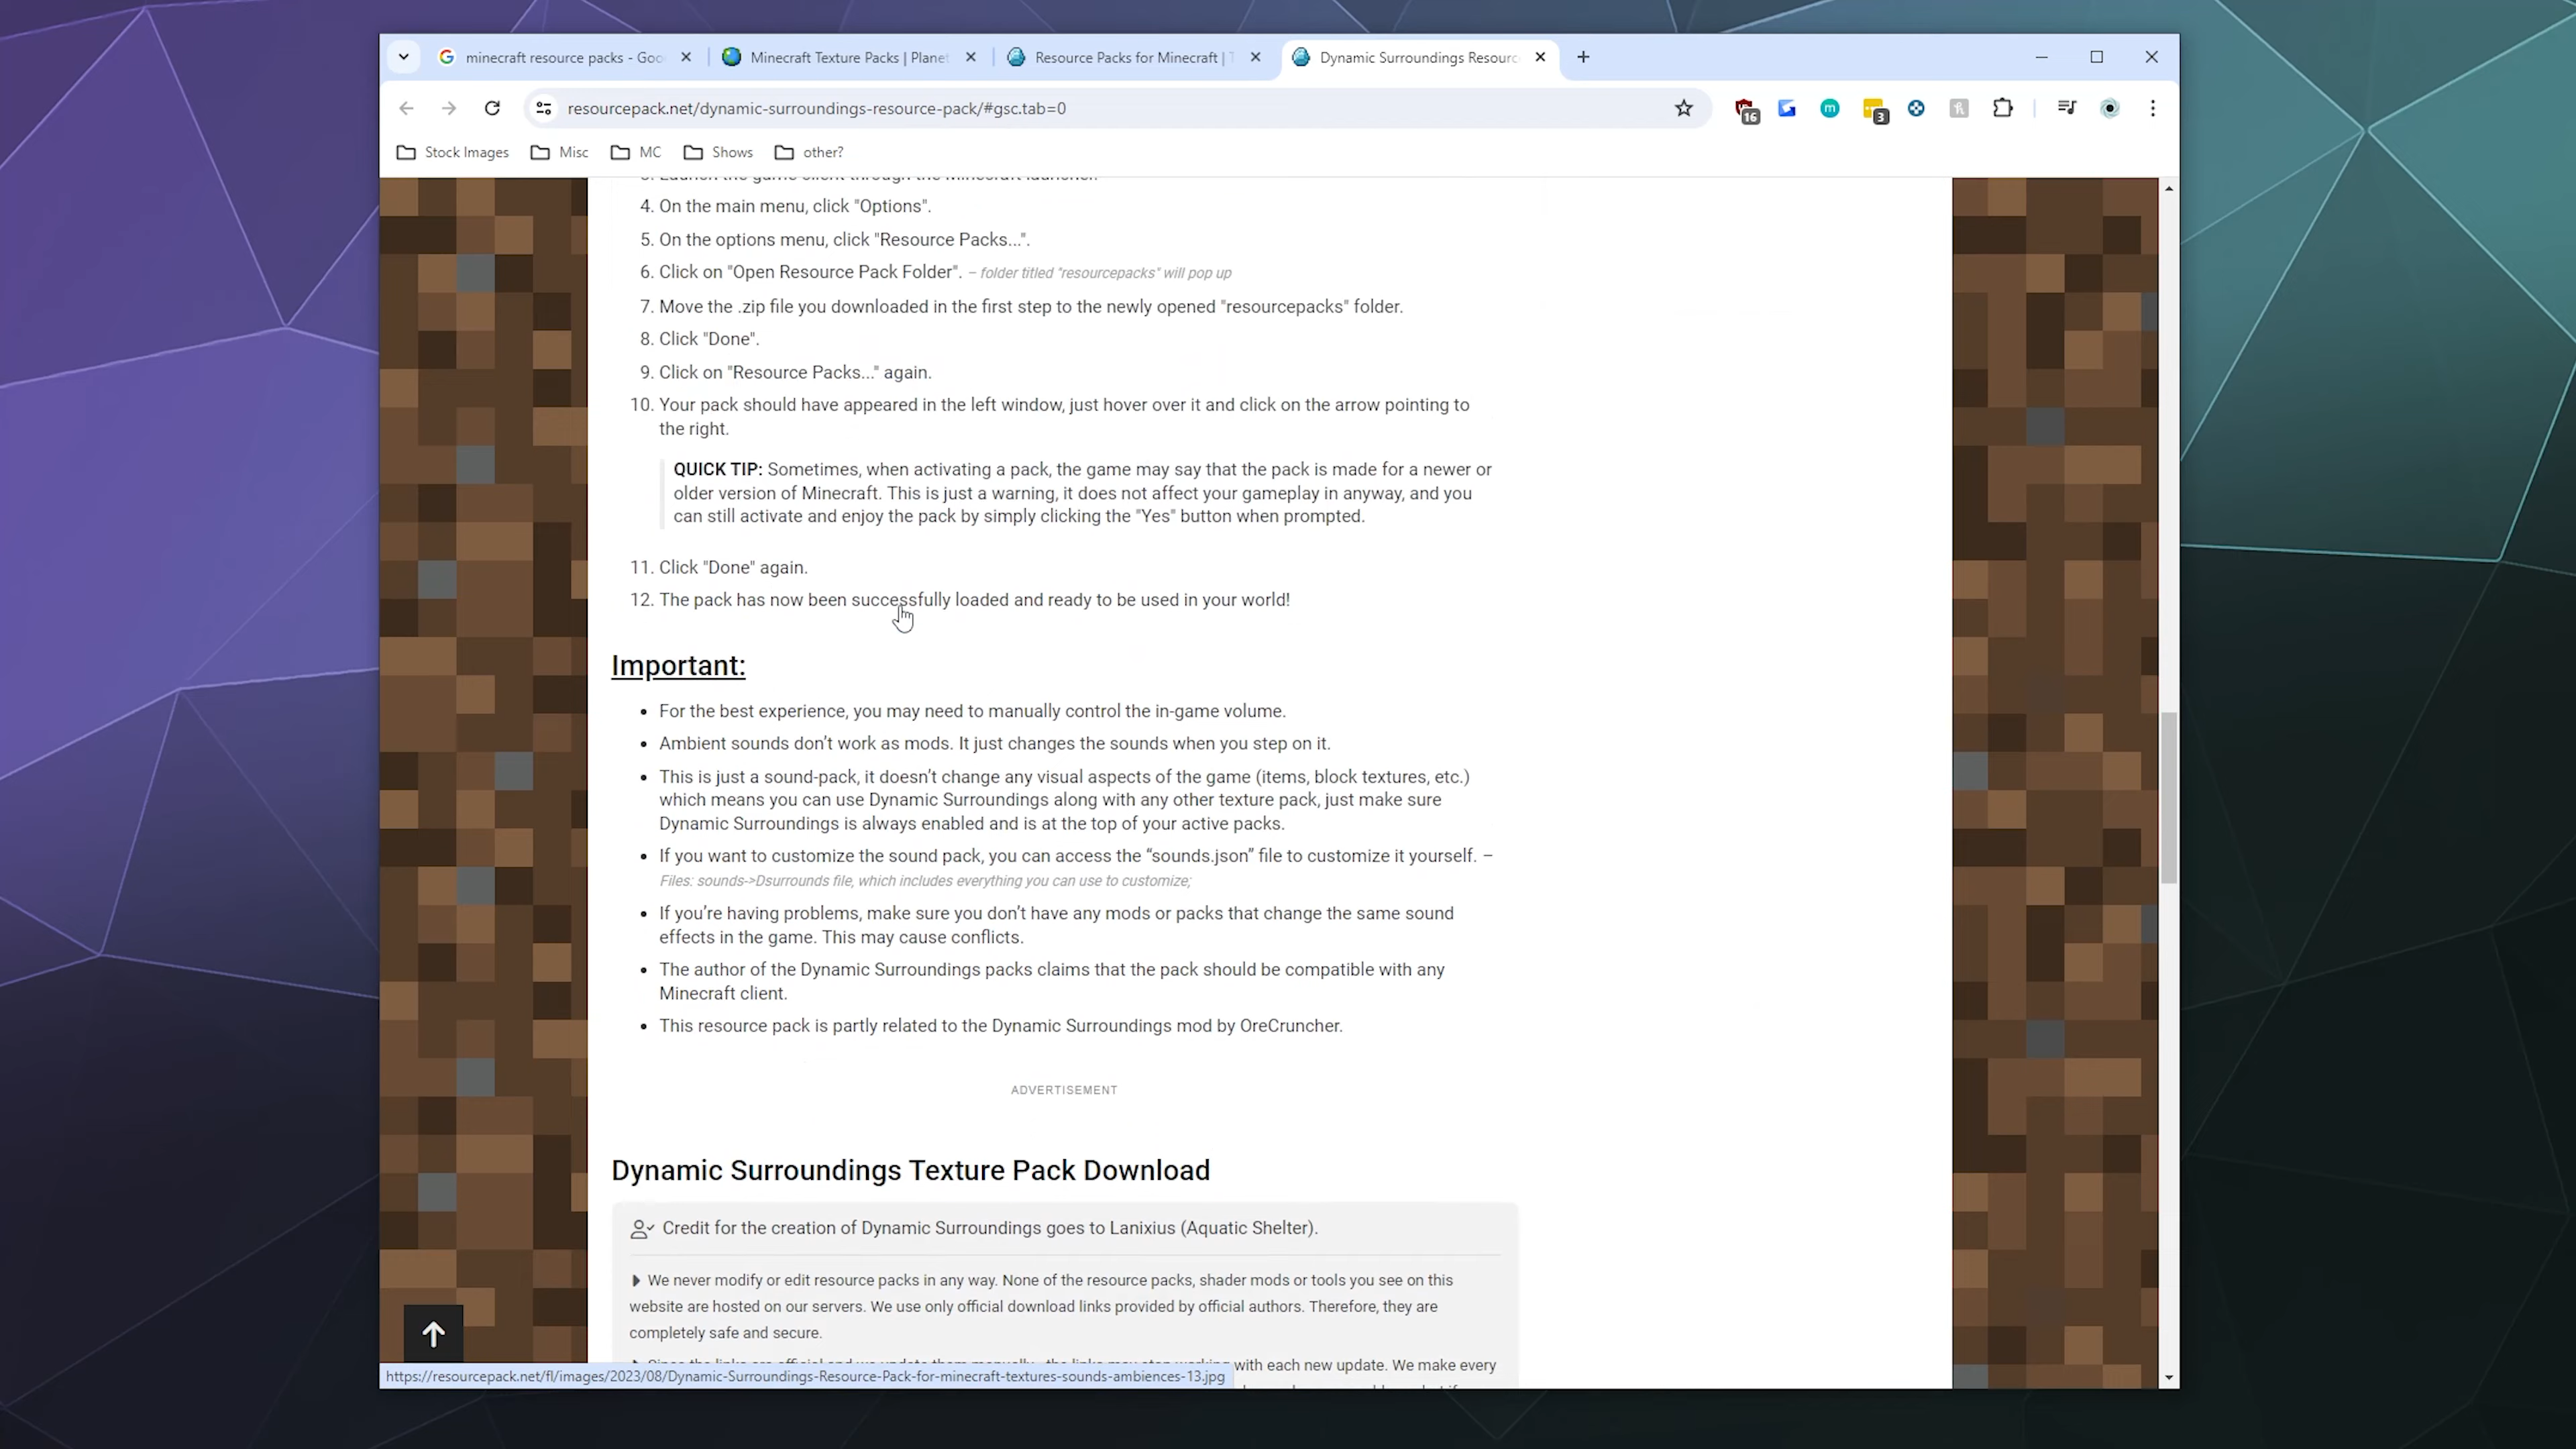 minecraft resource packs - Goo
Minecraft Texture Packs | Planet
Resource Packs for Minecraft | T
Dynamic Surroundings Resourc
resourcepack.net/dynamic-surroundings-resource-pack/#gsc.tab=0
16
m
3
Stock Images
Misc
MC
Shows
other?
3. Launch the game client through the Minecraft launcher.
4. On the main menu, click "Options".
5. On the options menu, click "Resource Packs...".
6. Click on "Open Resource Pack Folder". – folder titled "resourcepacks" will pop up
7. Move the .zip file you downloaded in the first step to the newly opened "resourcepacks" folder.
8. Click "Done".
9. Click on "Resource Packs..." again.
10. Your pack should have appeared in the left window, just hover over it and click on the arrow pointing to
the right.
QUICK TIP: Sometimes, when activating a pack, the game may say that the pack is made for a newer or
older version of Minecraft. This is just a warning, it does not affect your gameplay in anyway, and you
can still activate and enjoy the pack by simply clicking the "Yes" button when prompted.
11. Click "Done" again.
12. The pack has now been successfully loaded and ready to be used in your world!
Important:
• For the best experience, you may need to manually control the in-game volume.
• Ambient sounds don't work as mods. It just changes the sounds when you step on it.
• This is just a sound-pack, it doesn't change any visual aspects of the game (items, block textures, etc.)
which means you can use Dynamic Surroundings along with any other texture pack, just make sure
Dynamic Surroundings is always enabled and is at the top of your active packs.
• If you want to customize the sound pack, you can access the “sounds.json” file to customize it yourself. –
Files: sounds->Dsurrounds file, which includes everything you can use to customize;
• If you’re having problems, make sure you don’t have any mods or packs that change the same sound
effects in the game. This may cause conflicts.
• The author of the Dynamic Surroundings packs claims that the pack should be compatible with any
Minecraft client.
• This resource pack is partly related to the Dynamic Surroundings mod by OreCruncher.
ADVERTISEMENT
Dynamic Surroundings Texture Pack Download
Credit for the creation of Dynamic Surroundings goes to Lanixius (Aquatic Shelter).
We never modify or edit resource packs in any way. None of the resource packs, shader mods or tools you see on this
website are hosted on our servers. We use only official download links provided by official authors. Therefore, they are
completely safe and secure.
Since the links are official and we update them manually - the links may stop working with each new update. We make every
https://resourcepack.net/fl/images/2023/08/Dynamic-Surroundings-Resource-Pack-for-minecraft-textures-sounds-ambiences-13.jpg